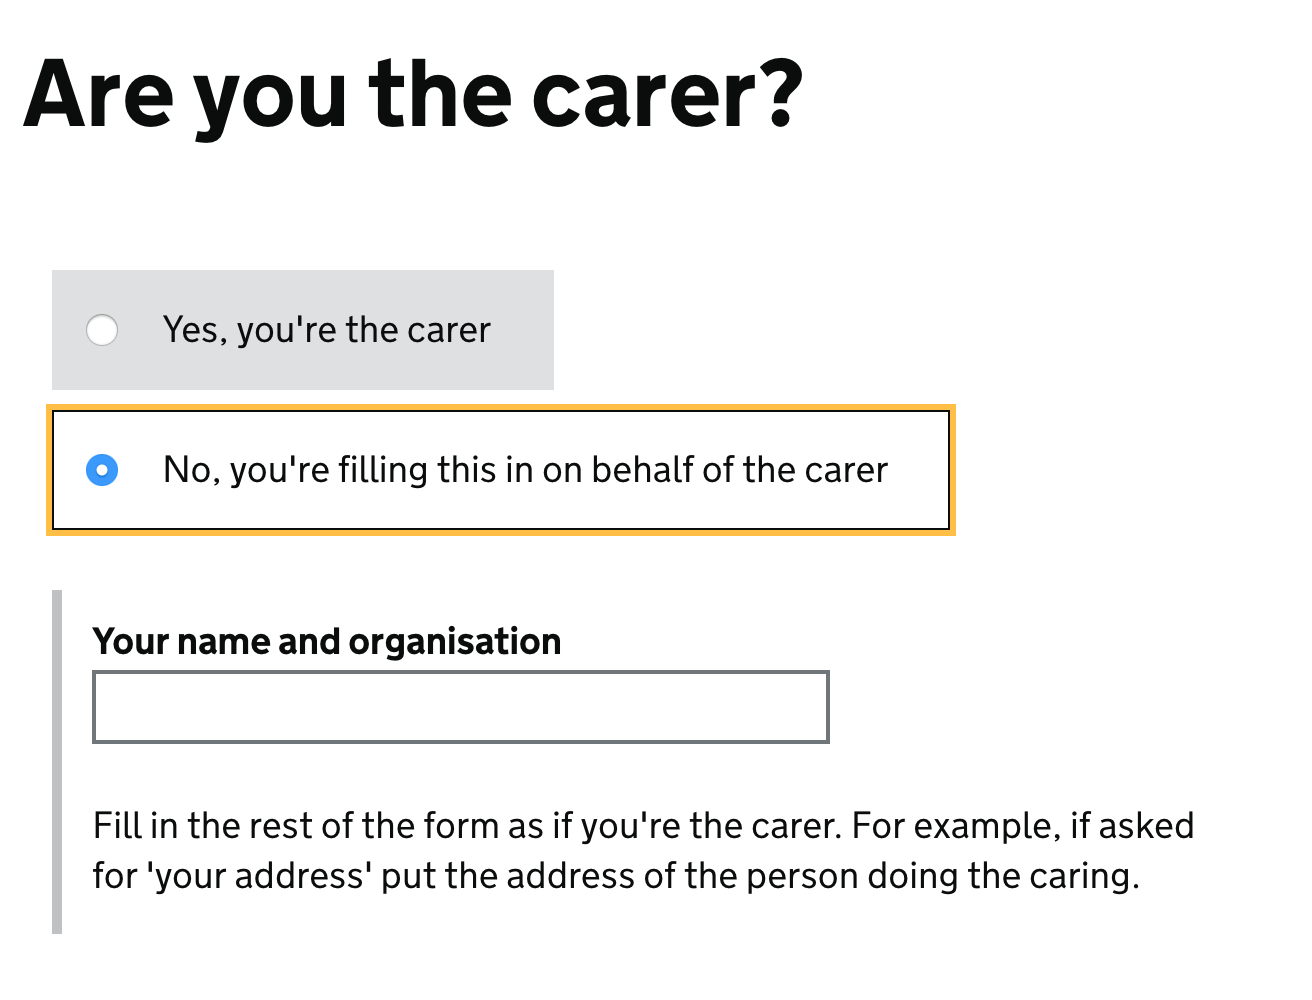 Are you the carer?
Yes, you're the carer
No, you're filling this in on behalf of the carer
Your name and organisation
Fill in the rest of the form as if you're the carer. For example, if asked
for 'your address' put the address of the person doing the caring.